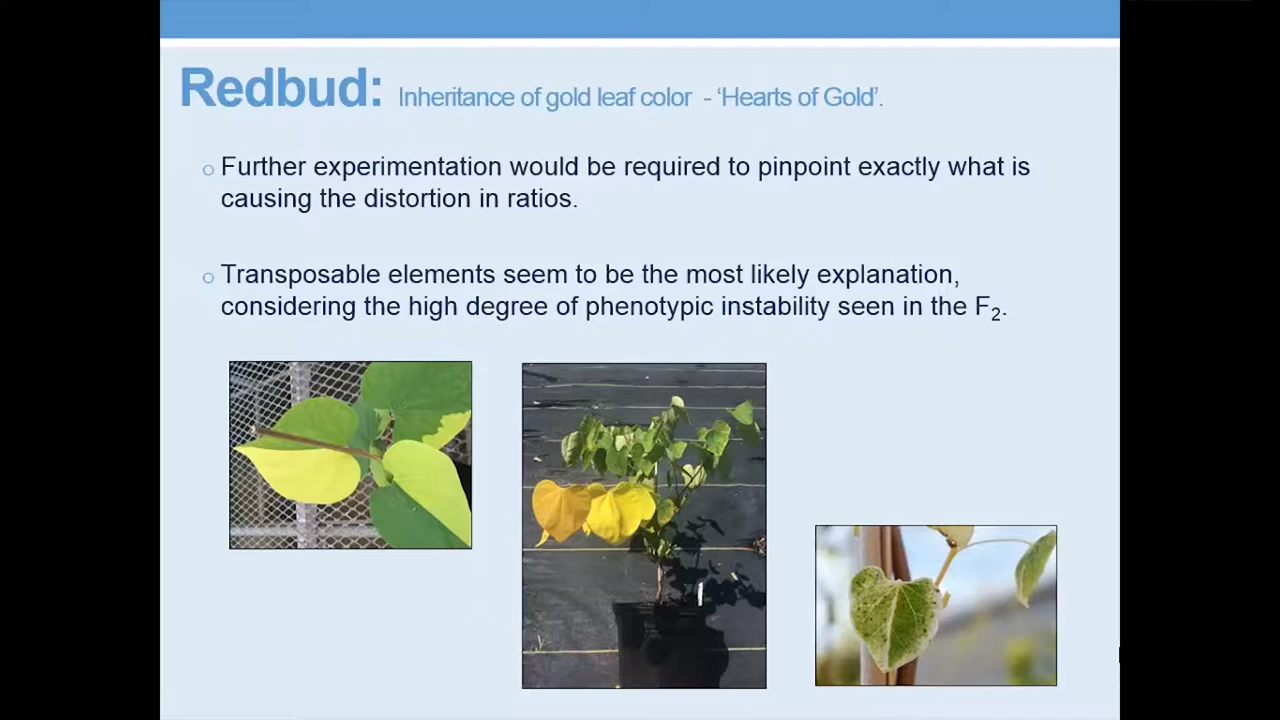 Redbud: Inheritance of gold leaf color - 'Hearts of Gold'.
Further experimentation would be required to pinpoint exactly what is
causing the distortion in ratios.
Transposable elements seem to be the most likely explanation,
considering the high degree of phenotypic instability seen in the F2.